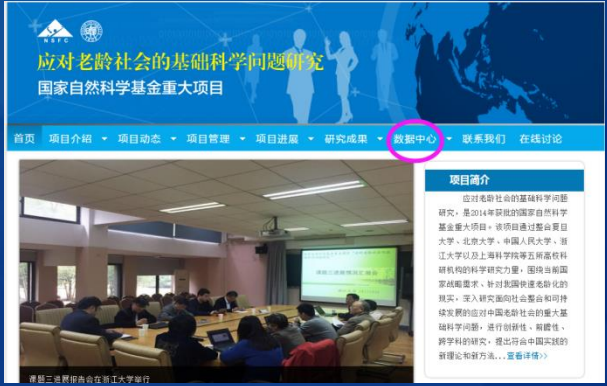 NSFC
应对老龄社会的基础科学问题研究
国家自然科学基金重大项目
首页 项目介绍 项目动态 项目管理 项目进展 研究成果 数据中心 联系我们 在线讨论
项目简介
应对老龄社会的基础科学问题
研究,是2014年获批的国家自然科学
基金重大项目。该项目通过整合复旦
大学、北京大学、中国人民大学、浙
江大学以及上海科学院等五所高校科
研机构的科学研究力量,围绕当前国
家战略需求、针对我国快速老龄化的
现实,深入研究面向社会整合和可持
续发展的应对中国老龄社会的重大基
础科学问题,进行创新性、前瞻性、
跨学科的研究,提出符合中国实践的
新理论和新方法...查看详情>>
课题三进展情况汇报会
课题三进展报告会在浙江大学举行